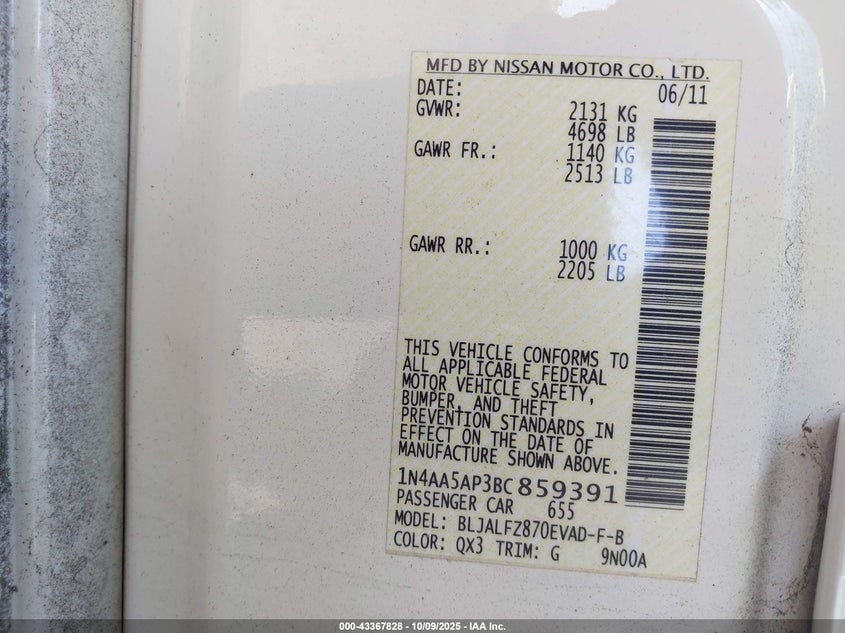 MFD BY NISSAN MOTOR CO., LTD.
DATE: 06/11
GVWR: 2131 KG
4698 LB
GAWR FR.: 1140 KG
2513 LB
GAWR RR.: 1000 KG
2205 LB
THIS VEHICLE CONFORMS TO
ALL APPLICABLE FEDERAL
MOTOR VEHICLE SAFETY,
BUMPER, AND THEFT
PREVENTION STANDARDS IN
EFFECT ON THE DATE OF
MANUFACTURE SHOWN ABOVE.
1N4AA5AP3BC859391
PASSENGER CAR 655
MODEL: BLJALFZ870EVAD-F-B
COLOR: QX3 TRIM: G 9N00A
000-43367828 - 10/09/2025 - IAA Inc.